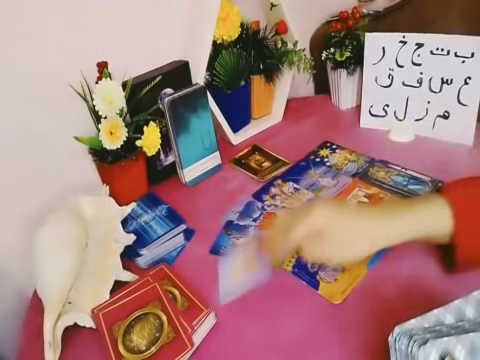 ب ت ج خ ر
ع س ف ق
م ز ل ی